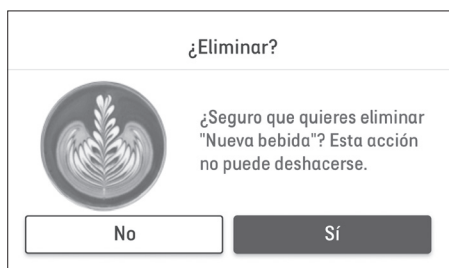 ¿Eliminar?
¿Seguro que quieres eliminar
"Nueva bebida"? Esta acción
no puede deshacerse.
No
Sí